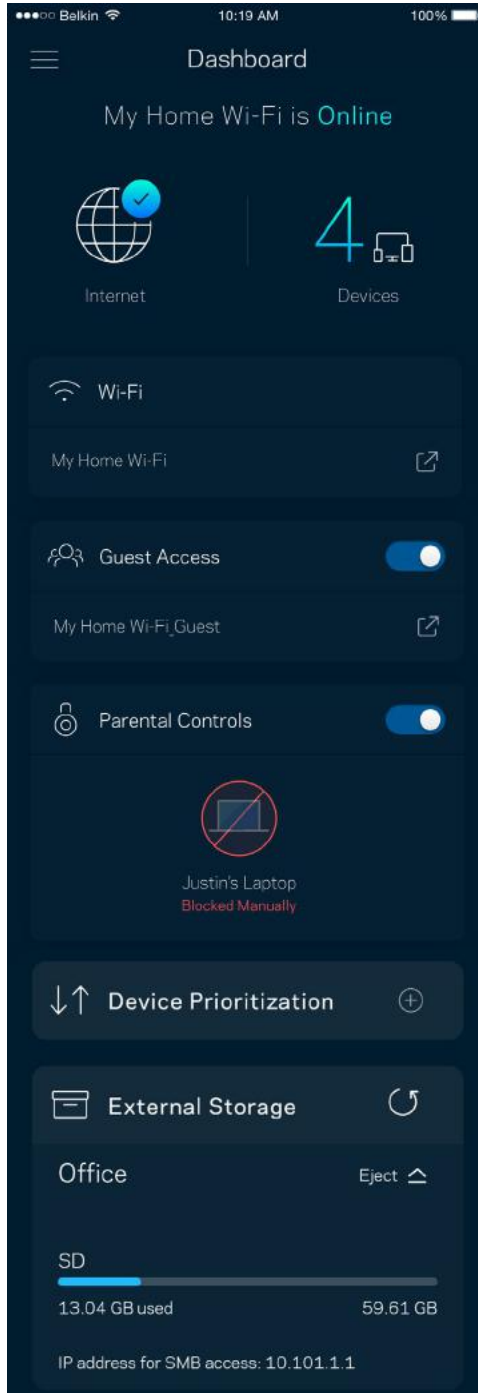 Belkin 10:19 AM 100%
Dashboard
My Home Wi-Fi is Online
4
Internet Devices
Wi-Fi
My Home Wi-Fi
Guest Access
My Home Wi-Fi_Guest
Parental Controls
Justin's Laptop
Blocked Manually
Device Prioritization
External Storage
Office Eject
SD
13.04 GB used 59.61 GB
IP address for SMB access: 10.101.1.1